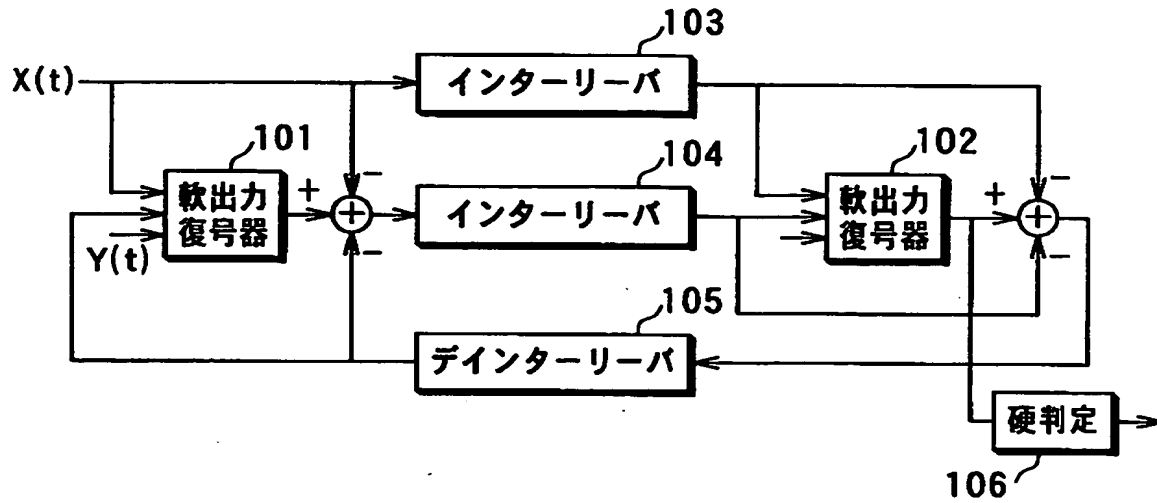 103
X(t)
インターリーバ
101
104
102
軟出力
復号器
+
−
+
−
インターリーバ
軟出力
復号器
+
−
+
−
Y(t)
105
デインターリーバ
硬判定
106